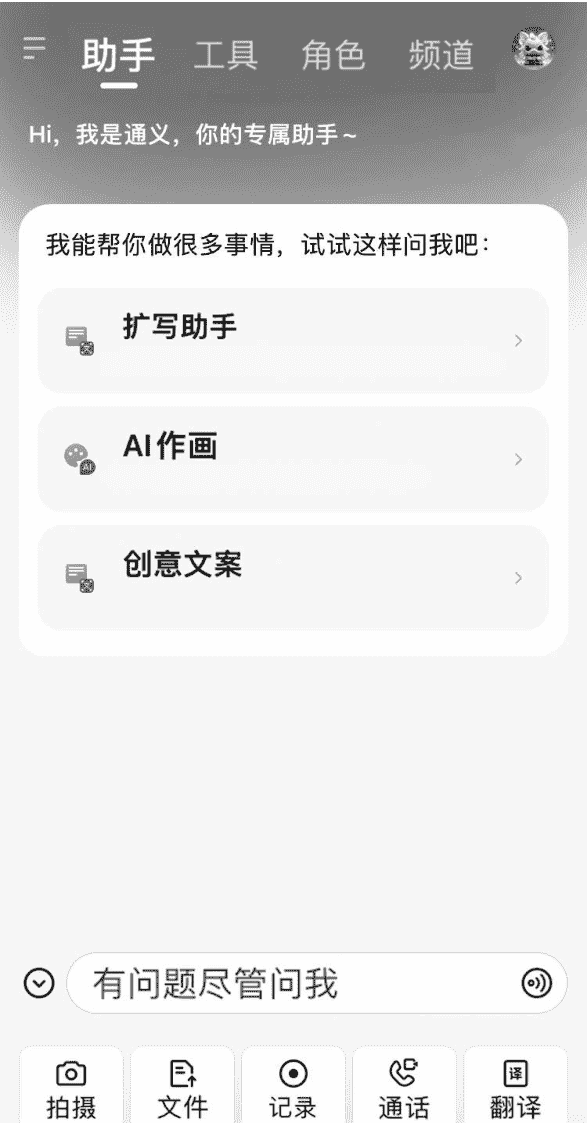 助手 工具 角色 频道
Hi，我是通义，你的专属助手~
我能帮你做很多事情，试试这样问我吧：
扩写助手
AI作画
AI
创意文案
有问题尽管问我
译
拍摄 文件 记录 通话 翻译